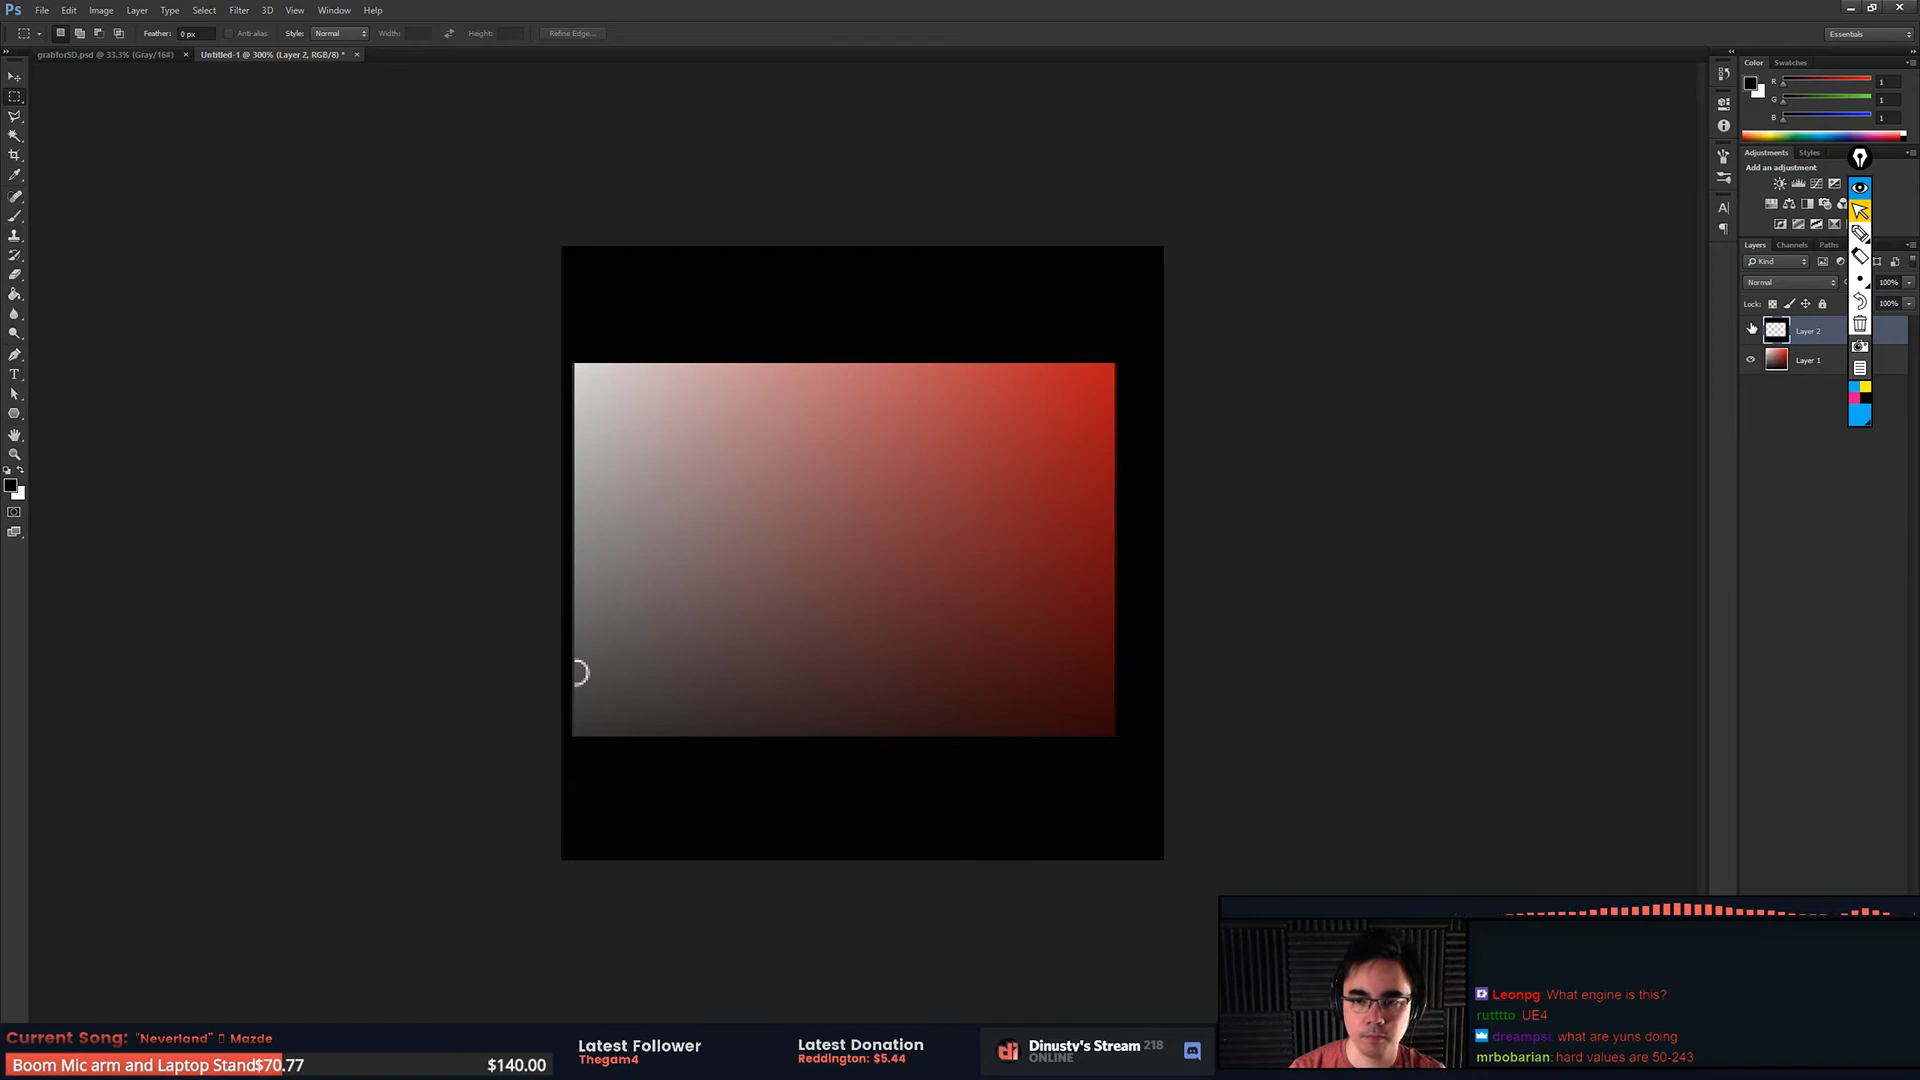 Ps File Edit Image Layer Type Select Filter 3D View Window Help
Feather: 0 px Anti-alias Style: Normal Width: Height: Refine Edge... Essentials
grabforSD.psd @ 33.3% (Gray/16#) × Untitled-1 @ 300% (Layer 2, RGB/8) * ×
Color Swatches
R 1
G 1
B 1
Adjustments Styles
Add an adjustment
Layers Channels Paths
Kind
Normal 100%
Lock: 100%
Layer 2
Layer 1
Leonpg: What engine is this?
rutttto: UE4
dreampsi: what are yuns doing
mrbobarian: hard values are 50-243
Current Song: "Neverland" Mazde
Boom Mic arm and Laptop Stand $70.77 $140.00
Latest Follower
Thegam4
Latest Donation
Reddington: $5.44
Dinusty's Stream 218
ONLINE